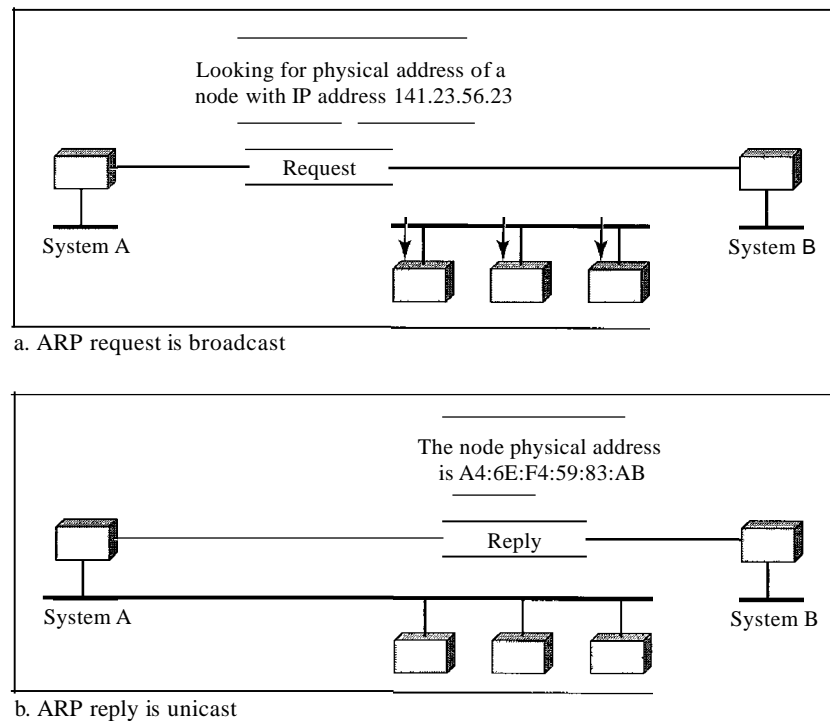 Looking for physical address of a
node with IP address 141.23.56.23
Request
System A
System B
a. ARP request is broadcast
The node physical address
is A4:6E:F4:59:83:AB
Reply
System A
System B
b. ARP reply is unicast